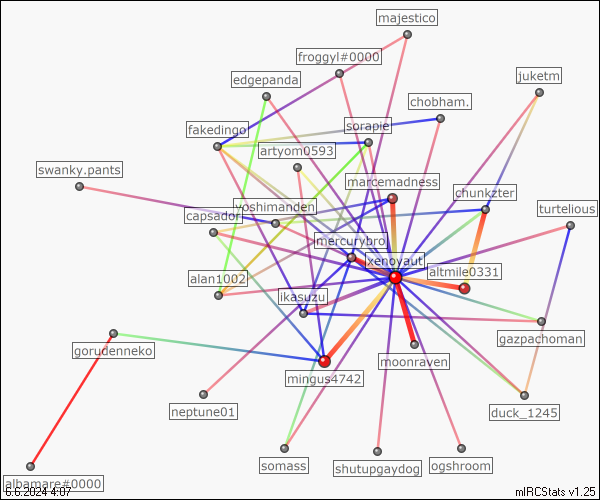 majestico
froggyl#0000
edgepanda
juketm
chobham.
sorapie
fakedingo
artyom0593
swanky.pants
marcemadness
chunkzter
yoshimanden
capsador
turtelious
mercurybro
xenoyaut
altmile0331
alan1002
ikasuzu
gazpachoman
gorudenneko
moonraven
mingus4742
neptune01
duck_1245
somass
shutupgaydog
ogshroom
albamare#0000
6.6.2024 4:07
mIRCStats v1.25